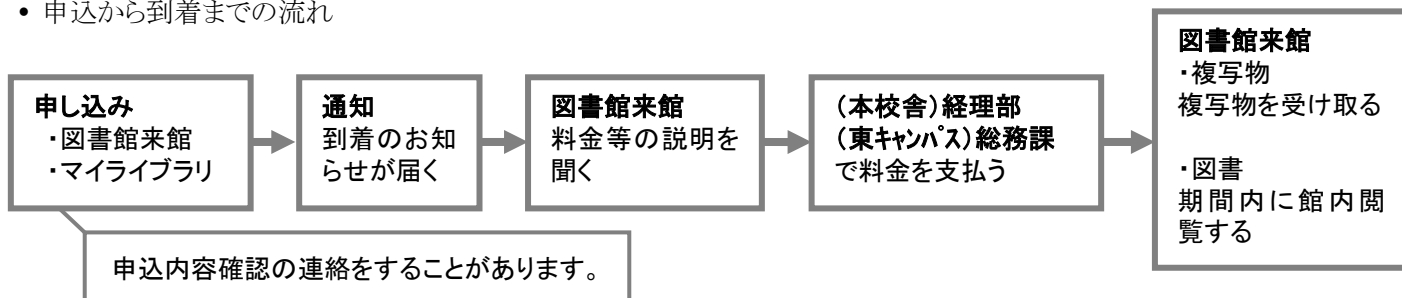 • 申込から到着までの流れ
申し込み
・図書館来館
・マイライブラリ
通知
到着のお知
らせが届く
図書館来館
料金等の説明を
聞く
(本校舎)経理部
(東キャンパス)総務課
で料金を支払う
図書館来館
・複写物
複写物を受け取る
・図書
期間内に館内閲
覧する
申込内容確認の連絡をすることがあります。